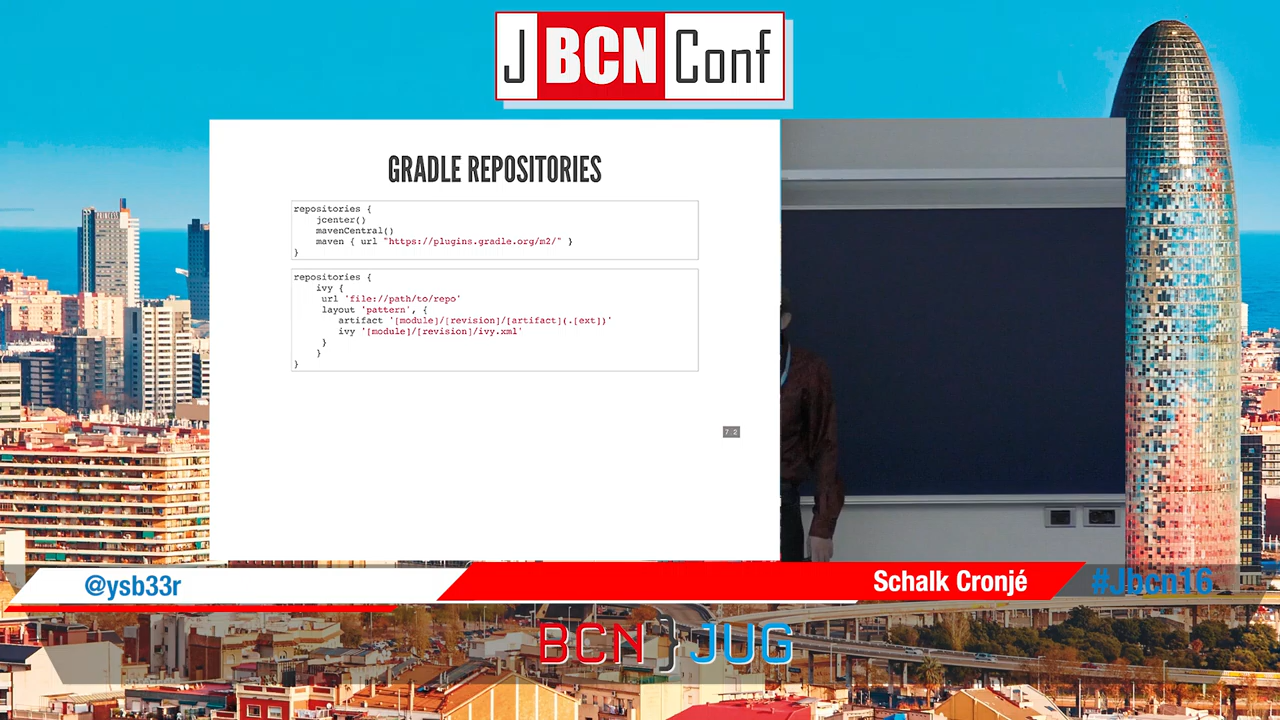 J BCN Conf
GRADLE REPOSITORIES
repositories {
jcenter()
mavenCentral()
maven { url "https://plugins.gradle.org/m2/" }
}
repositories {
ivy {
url 'file://path/to/repo'
layout 'pattern', {
artifact '[module]/[revision]/[artifact](.[ext])'
ivy '[module]/[revision]/ivy.xml'
}
}
}
7 2
@ysb33r
Schalk Cronjé
#Jbcn16
BCN JUG